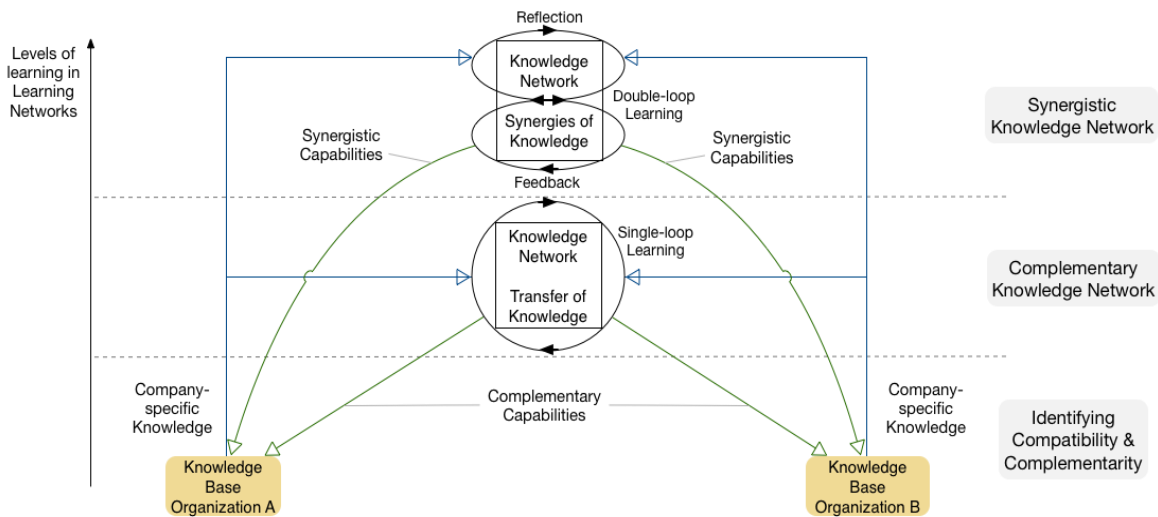 Reflection
Levels of
learning in
Learning
Networks
Knowledge
Network
Double-loop
Learning
Synergies of
Knowledge
Synergistic
Capabilities
Synergistic
Capabilities
Synergistic
Knowledge Network
Feedback
Knowledge
Network
Single-loop
Learning
Transfer of
Knowledge
Complementary
Knowledge Network
Company-
specific
Knowledge
Complementary
Capabilities
Company-
specific
Knowledge
Identifying
Compatibility &
Complementarity
Knowledge
Base
Organization A
Knowledge
Base
Organization B